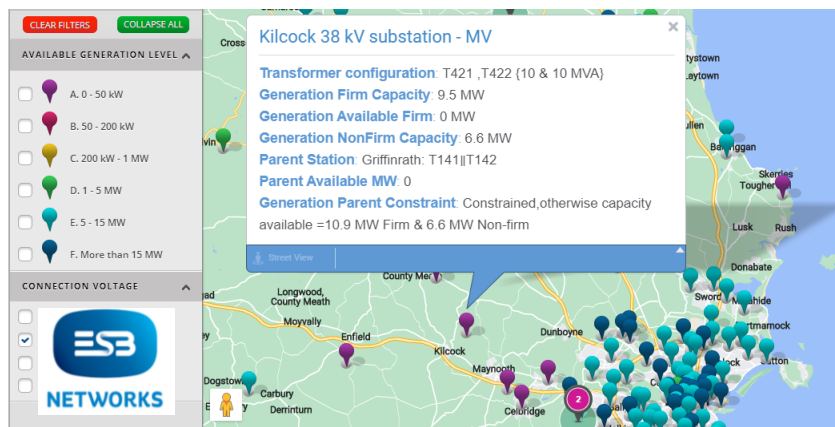 CLEAR FILTERS
COLLAPSE ALL
AVAILABLE GENERATION LEVEL
A. 0 - 50 kW
B. 50 - 200 kW
C. 200 kW - 1 MW
D. 1 - 5 MW
E. 5 - 15 MW
F. More than 15 MW
CONNECTION VOLTAGE
ESB
NETWORKS
Kilcock 38 kV substation - MV
Transformer configuration: T421 ,T422 {10 & 10 MVA}
Generation Firm Capacity: 9.5 MW
Generation Available Firm: 0 MW
Generation NonFirm Capacity: 6.6 MW
Parent Station: Griffinrath: T141||T142
Parent Available MW: 0
Generation Parent Constraint: Constrained,otherwise capacity
available =10.9 MW Firm & 6.6 MW Non-firm
Street View
Cross
Laytown
Skerries
Lusk
Rush
Donabate
County
Longwood,
County Meath
Moyvally
Enfield
Kilcock
Dunboyne
Maynooth
Celbridge
Carbury
Derrinturn
2